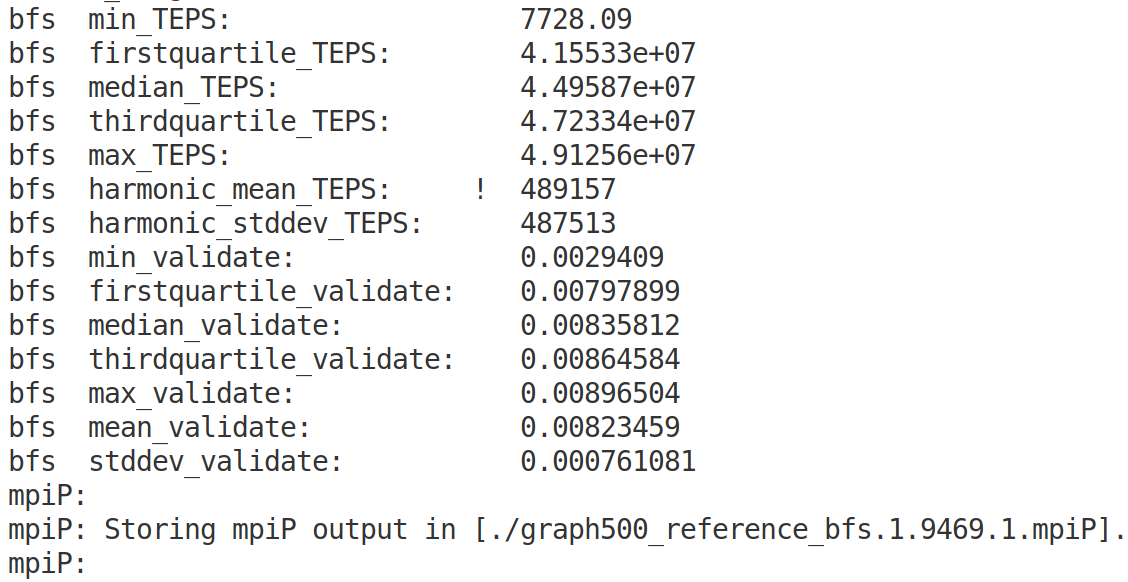 bfs  min_TEPS:                  7728.09
bfs  firstquartile_TEPS:        4.15533e+07
bfs  median_TEPS:               4.49587e+07
bfs  thirdquartile_TEPS:        4.72334e+07
bfs  max_TEPS:                  4.91256e+07
bfs  harmonic_mean_TEPS:     !  489157
bfs  harmonic_stddev_TEPS:      487513
bfs  min_validate:              0.0029409
bfs  firstquartile_validate:    0.00797899
bfs  median_validate:           0.00835812
bfs  thirdquartile_validate:    0.00864584
bfs  max_validate:              0.00896504
bfs  mean_validate:             0.00823459
bfs  stddev_validate:           0.000761081
mpiP:
mpiP: Storing mpiP output in [./graph500_reference_bfs.1.9469.1.mpiP].
mpiP: